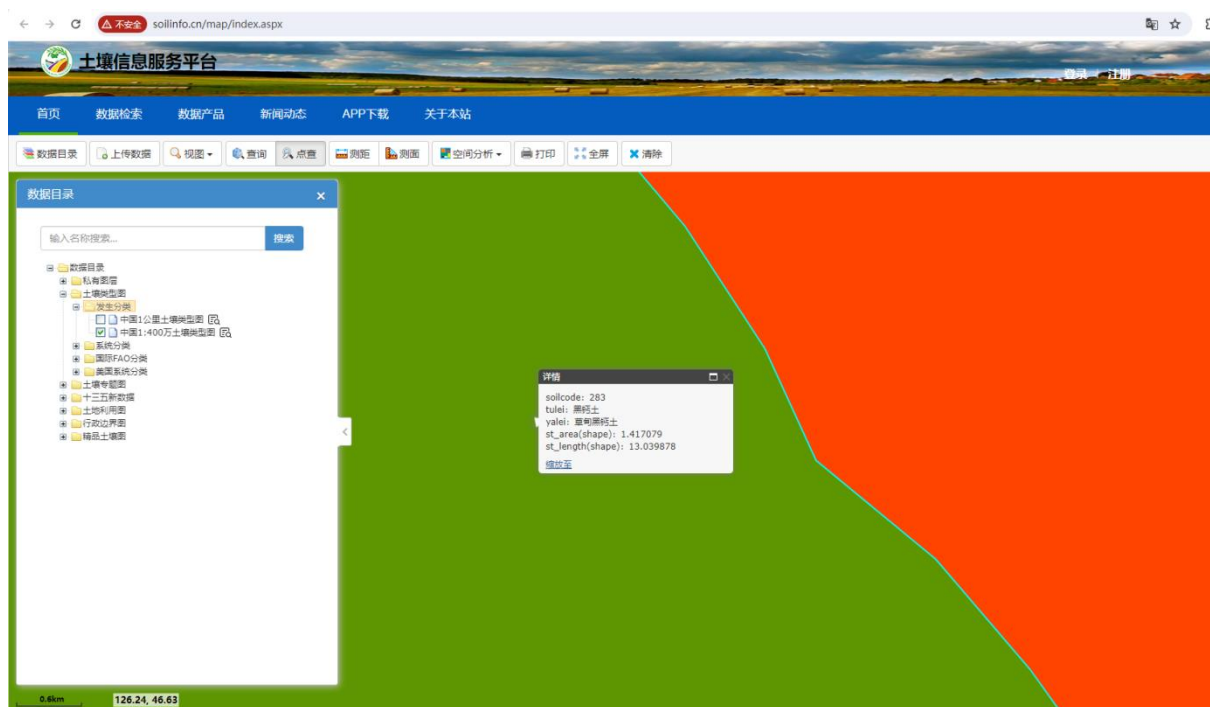 不安全 soilinfo.cn/map/index.aspx
土壤信息服务平台
登录 / 注册
首页 数据检索 数据产品 新闻动态 APP下载 关于本站
数据目录 上传数据 视图 查询 点查 测距 测面 空间分析 打印 全屏 清除
数据目录 ×
输入名称搜索... 搜索
数据目录
私有图层
土壤类型图
发生分类
中国1公里土壤类型图
中国1:400万土壤类型图
系统分类
国际FAO分类
美国系统分类
土壤专题图
十三五新数据
土地利用图
行政边界图
精品土壤图
详情
soilcode: 283
tulei: 黑钙土
yalei: 草甸黑钙土
st_area(shape): 1.417079
st_length(shape): 13.039878
缩放至
0.6km 126.24, 46.63